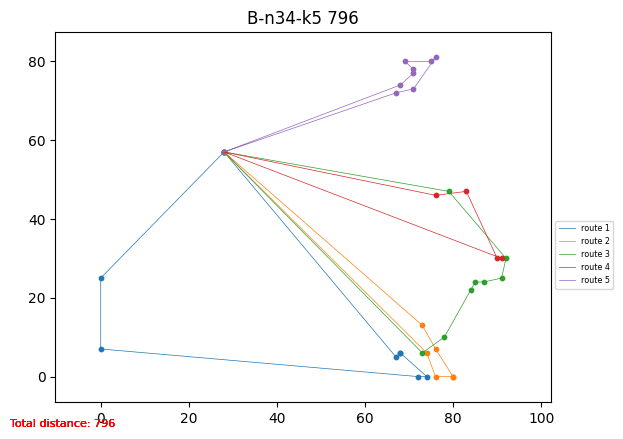 B-n34-k5 796
80
60
40
20
0
0 20 40 60 80 100
route 1
route 2
route 3
route 4
route 5
Total distance: 796